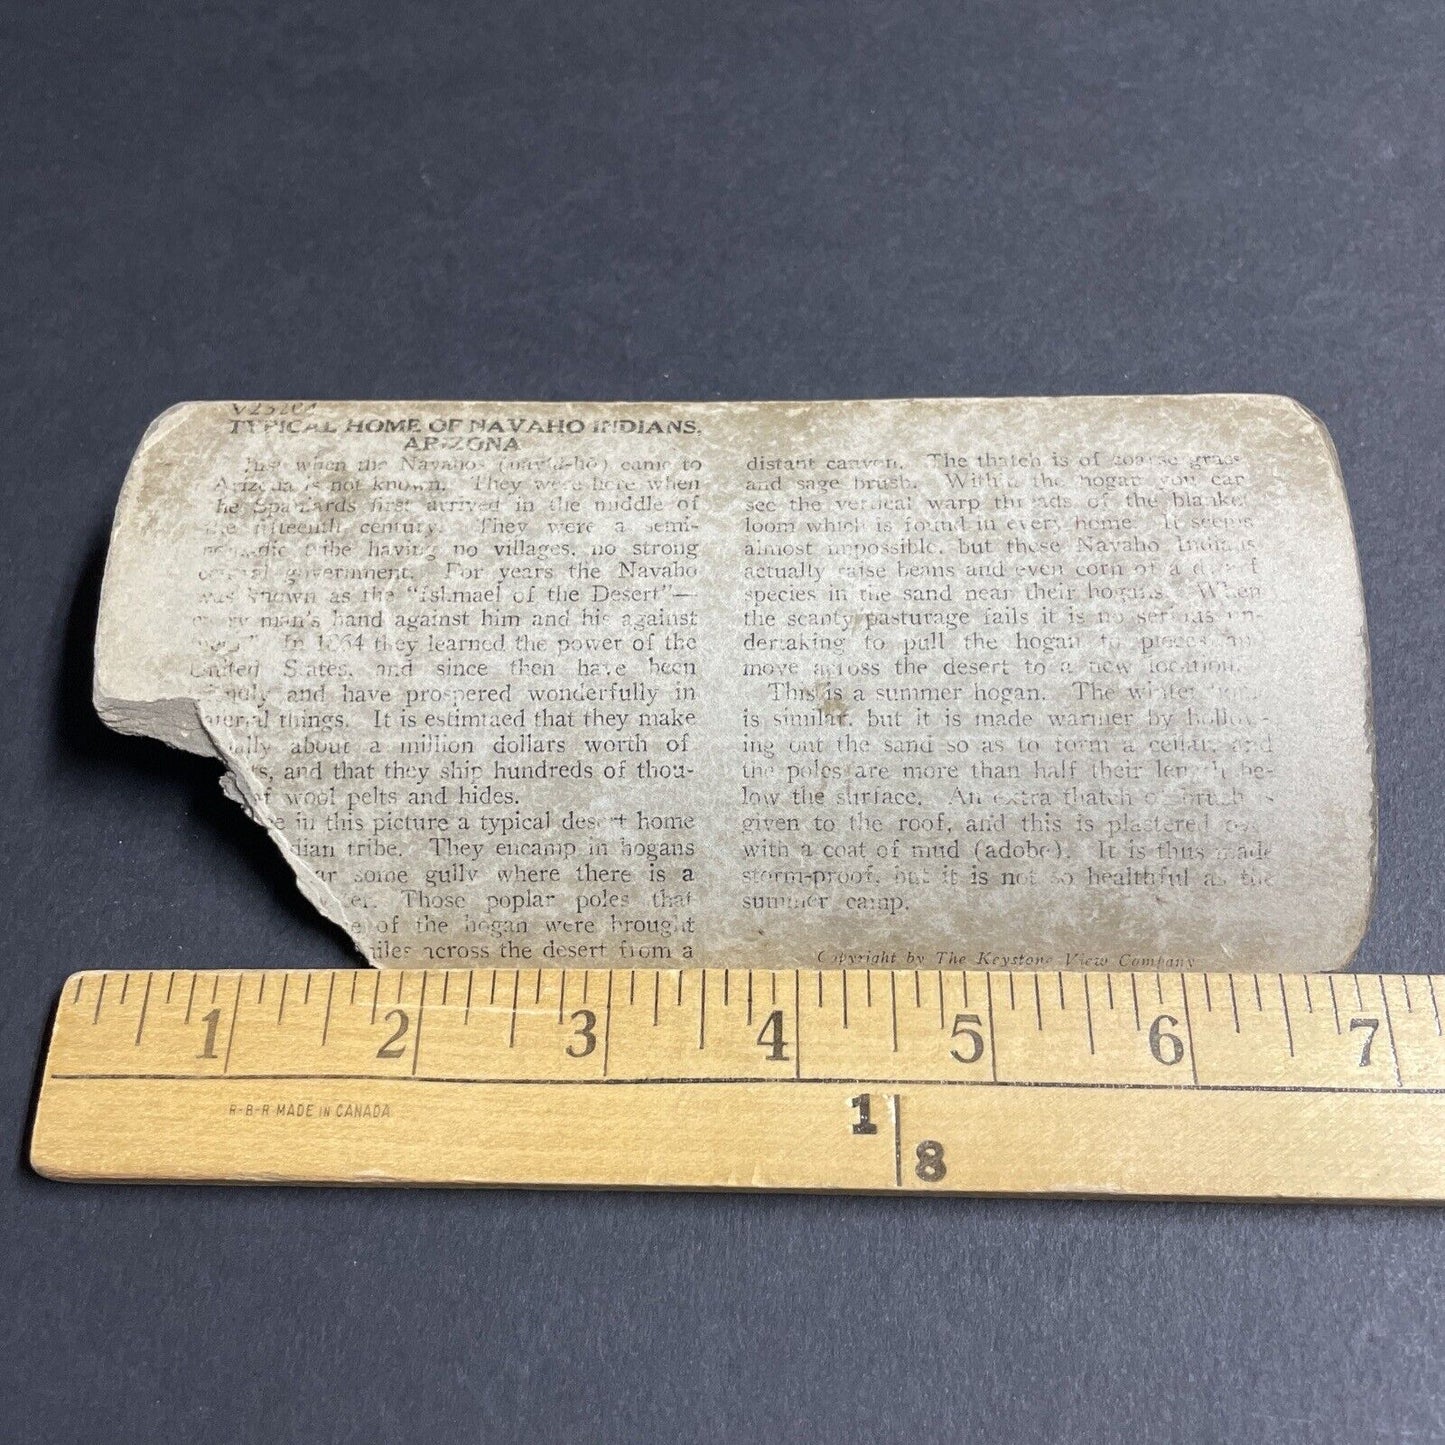 V23204
TYPICAL HOME OF NAVAHO INDIANS,
ARIZONA
Just when the Navahos (nav'a-hō) came to
Arizona is not known. They were here when
he Spaniards first arrived in the middle of
the fifteenth century. They were a semi-
nomadic tribe having no villages, no strong
central government. For years the Navaho
was known as the "Ishmael of the Desert"—
every man's hand against him and his against
In 1864 they learned the power of the
United States, and since then have been
and have prospered wonderfully in
things. It is estimtaed that they make
about a million dollars worth of
ts, and that they ship hundreds of thou-
of wool pelts and hides.
e in this picture a typical desert home
dian tribe. They encamp in hogans
ar some gully where there is a
ter. Those poplar poles that
e of the hogan were brought
miles across the desert from a
distant canyon. The thatch is of coarse grass
and sage brush. Within the hogan you can
see the vertical warp threads of the blanket
loom which is found in every home. It seems
almost impossible, but these Navaho Indians
actually raise beans and even corn of a dwarf
species in the sand near their hogans. When
the scanty pasturage fails it is no serious un-
dertaking to pull the hogan to pieces and
move across the desert to a new location.
This is a summer hogan. The winter
is similar, but it is made warmer by hollow-
ing out the sand so as to form a cellar, and
the poles are more than half their length be-
low the surface. An extra thatch of brush is
given to the roof, and this is plastered over
with a coat of mud (adobe). It is thus made
storm-proof, but it is not so healthful as the
summer camp.
Copyright by The Keystone View Company
1 2 3 4 5 6 7
R-B-R MADE IN CANADA
1
8